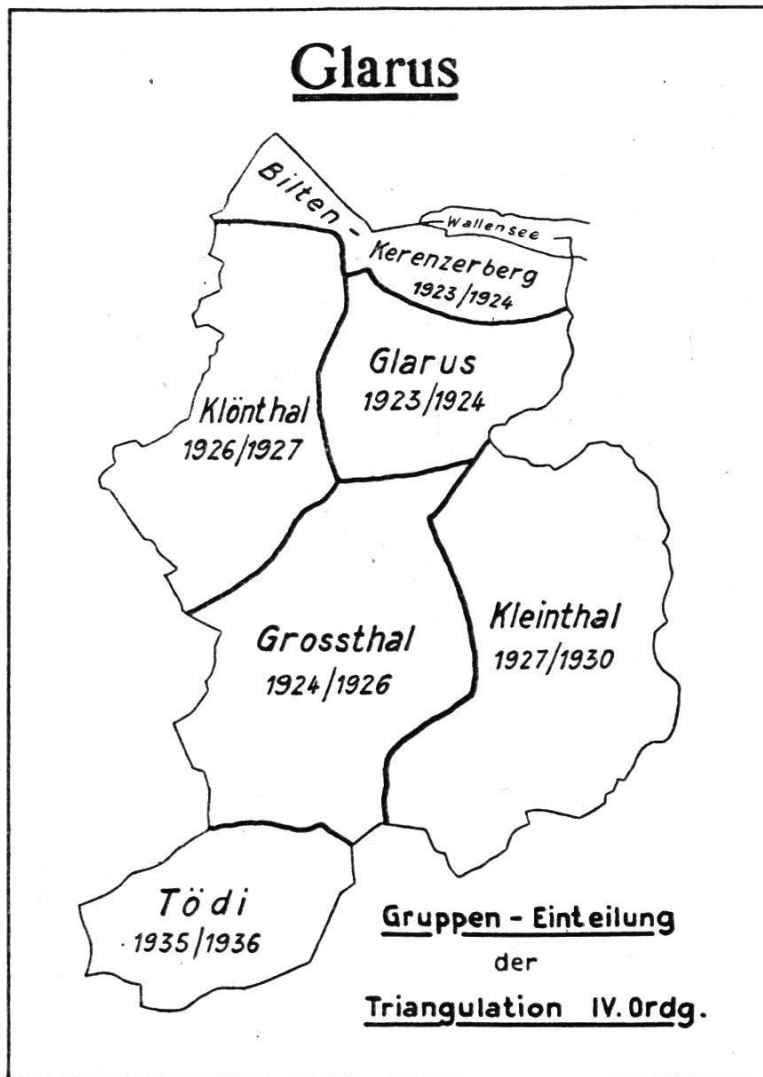 Glarus
Bilten -
Wallensee
Kerenzerberg
1923/1924
Glarus
1923/1924
Klönthal
1926/1927
Kleinthal
1927/1930
Grossthal
1924/1926
Tödi
1935/1936
Gruppen - Einteilung
der
Triangulation IV. Ordg.